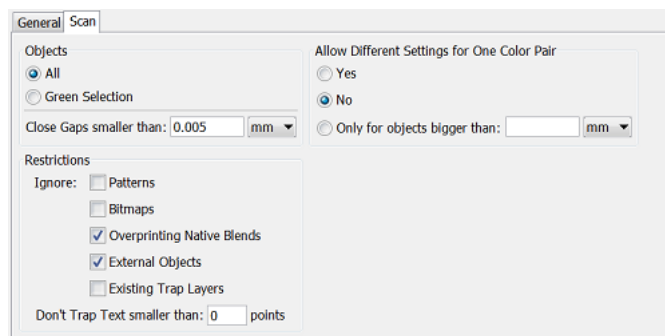 General Scan
Objects
All
Green Selection
Close Gaps smaller than: 0.005 mm
Allow Different Settings for One Color Pair
Yes
No
Only for objects bigger than: mm
Restrictions
Ignore: Patterns
Bitmaps
Overprinting Native Blends
External Objects
Existing Trap Layers
Don't Trap Text smaller than: 0 points